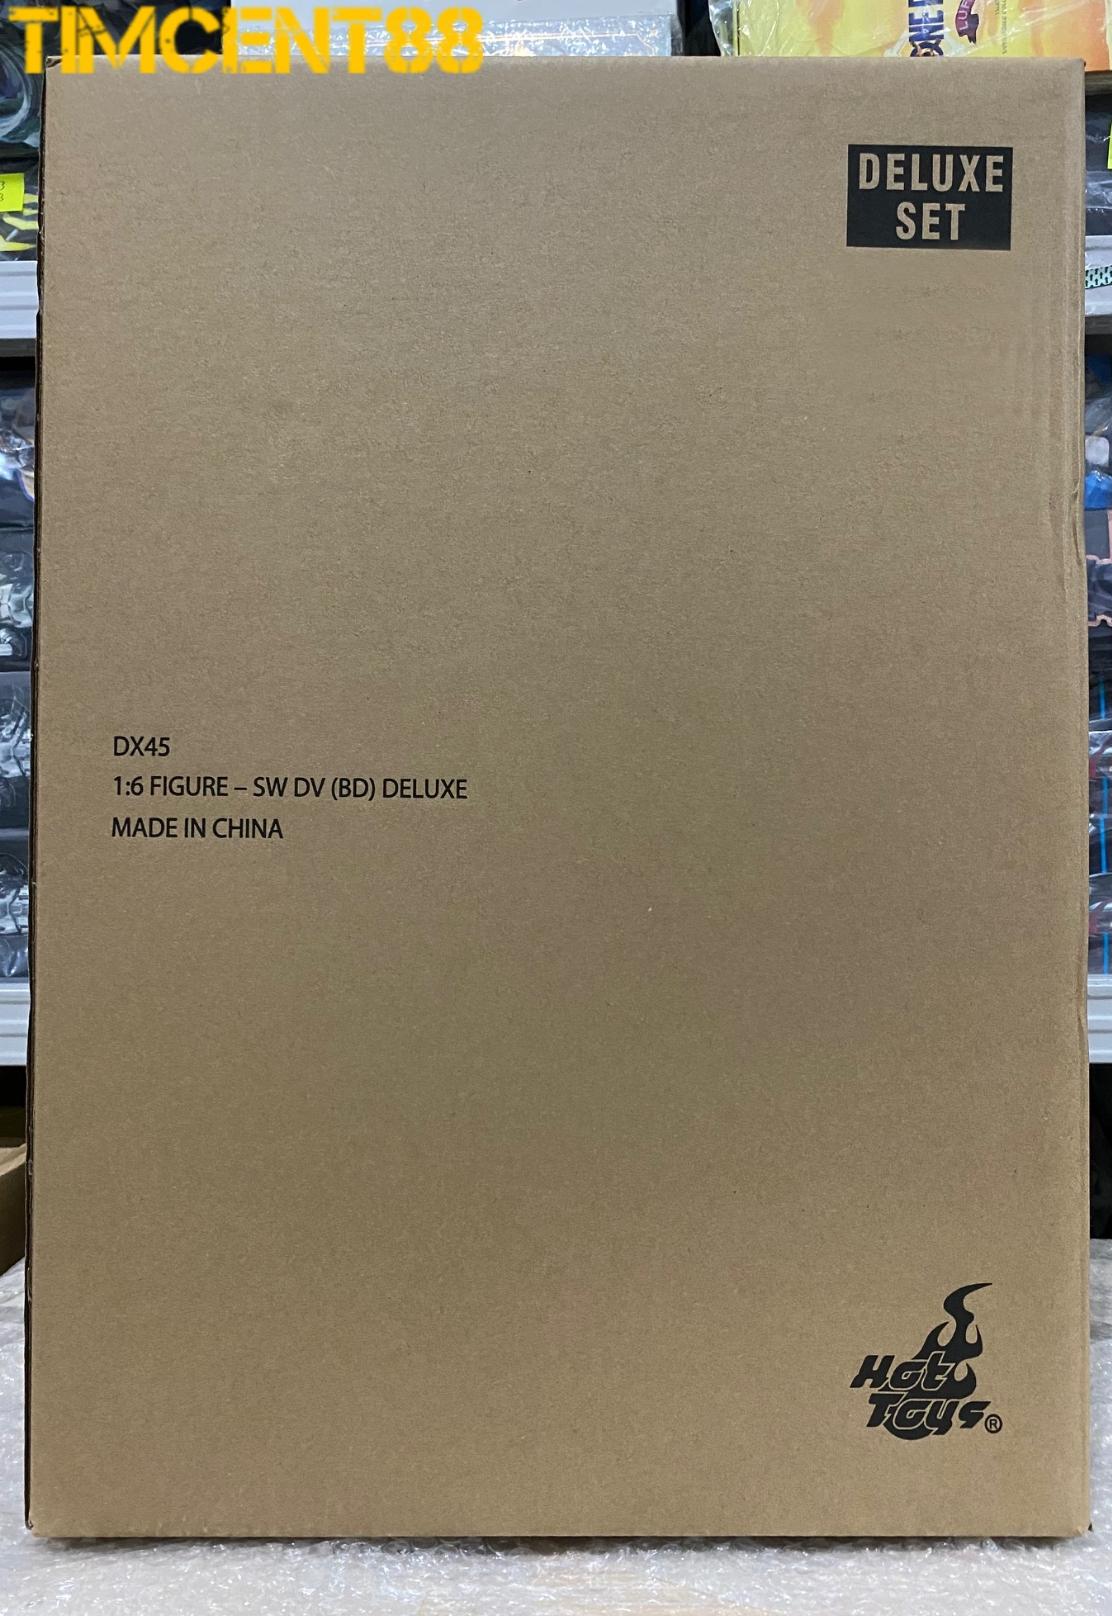 TIMCENT88
DELUXE
SET
DX45
1:6 FIGURE – SW DV (BD) DELUXE
MADE IN CHINA
Hot
Toys®